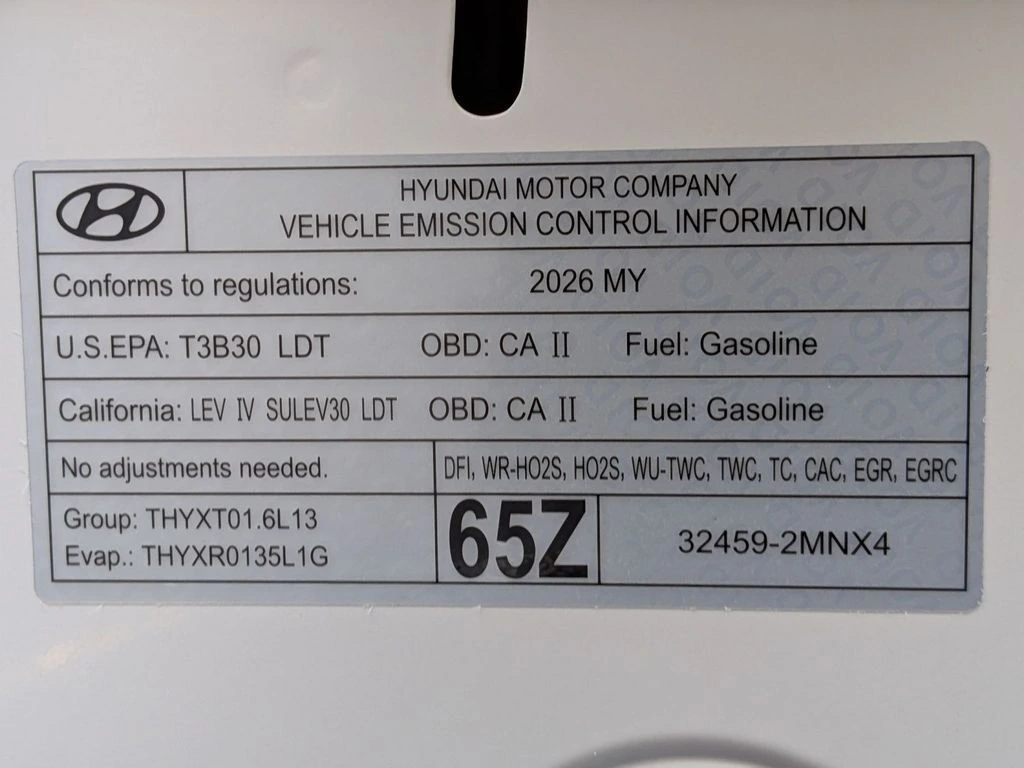 HYUNDAI MOTOR COMPANY
VEHICLE EMISSION CONTROL INFORMATION
Conforms to regulations: 2026 MY
U.S.EPA: T3B30 LDT OBD: CA II Fuel: Gasoline
California: LEV IV SULEV30 LDT OBD: CA II Fuel: Gasoline
No adjustments needed. DFI, WR-HO2S, HO2S, WU-TWC, TWC, TC, CAC, EGR, EGRC
Group: THYXT01.6L13
Evap.: THYXR0135L1G
65Z
32459-2MNX4